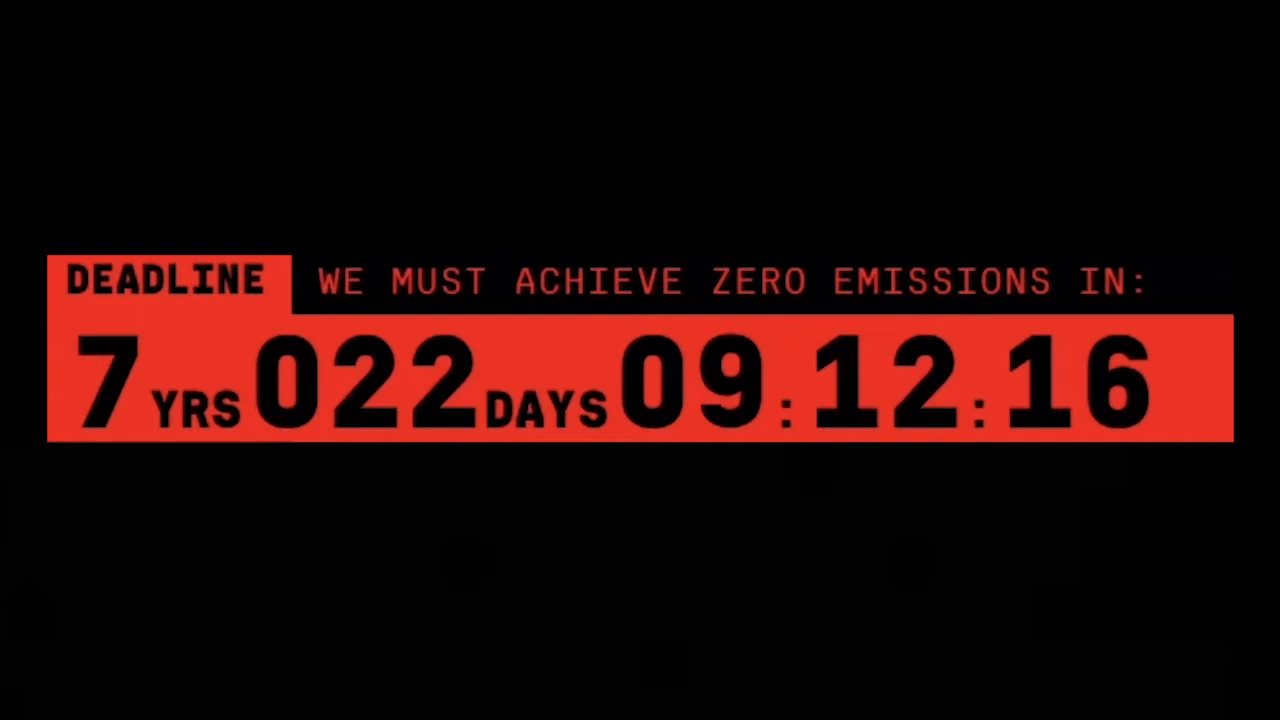 DEADLINE WE MUST ACHIEVE ZERO EMISSIONS IN:
7 YRS 022 DAYS 09:12:16